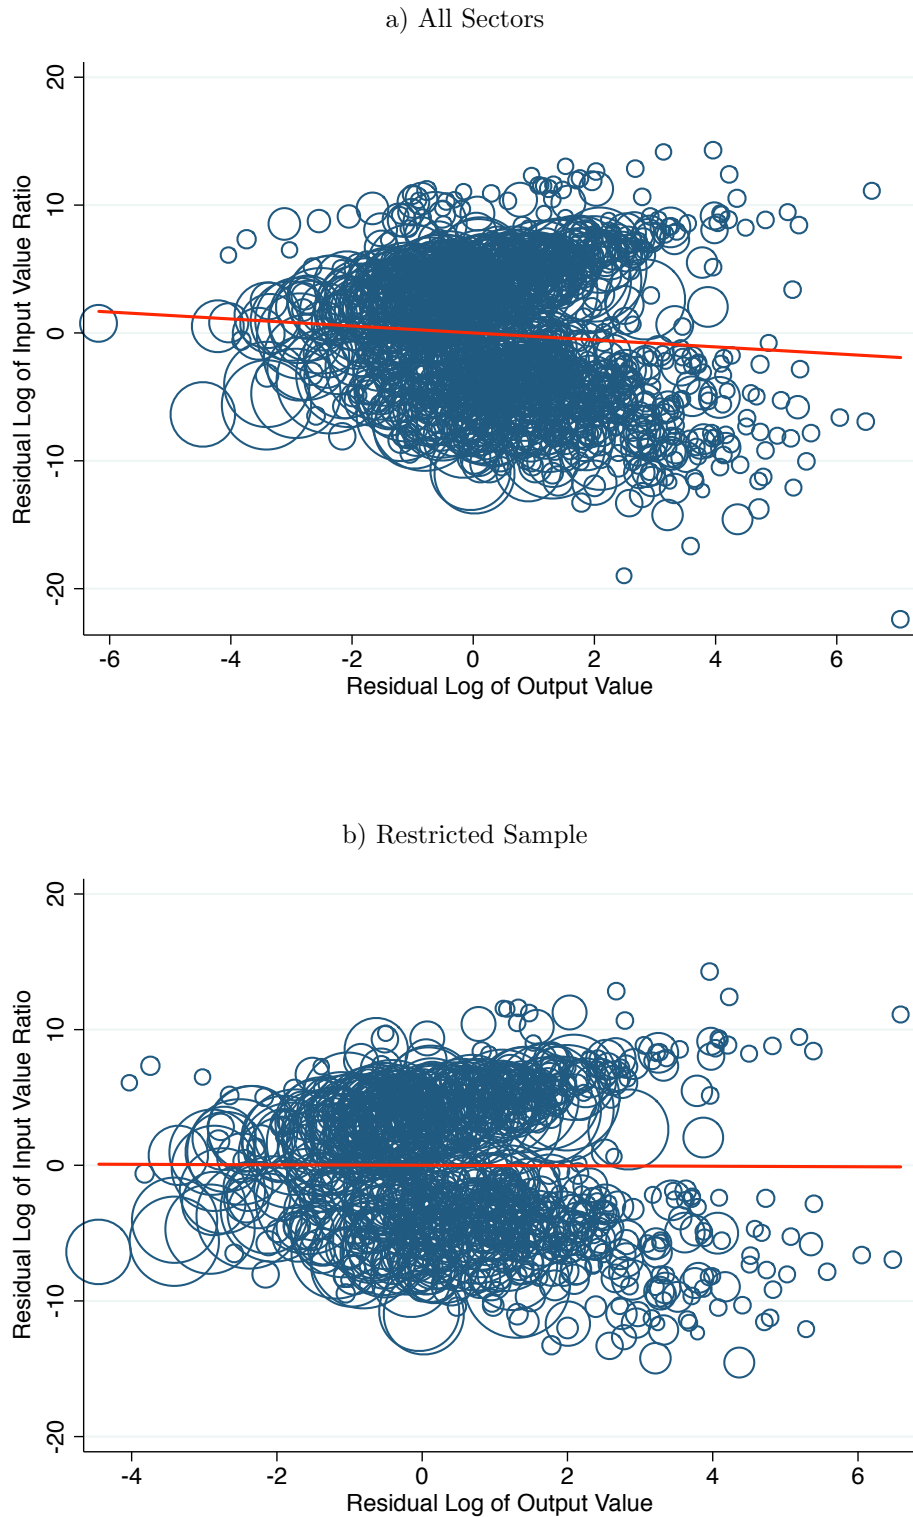 a) All Sectors
20
10
0
-10
-20
Residual Log of Input Value Ratio
-6 -4 -2 0 2 4 6
Residual Log of Output Value
b) Restricted Sample
20
10
0
-10
-20
Residual Log of Input Value Ratio
-4 -2 0 2 4 6
Residual Log of Output Value